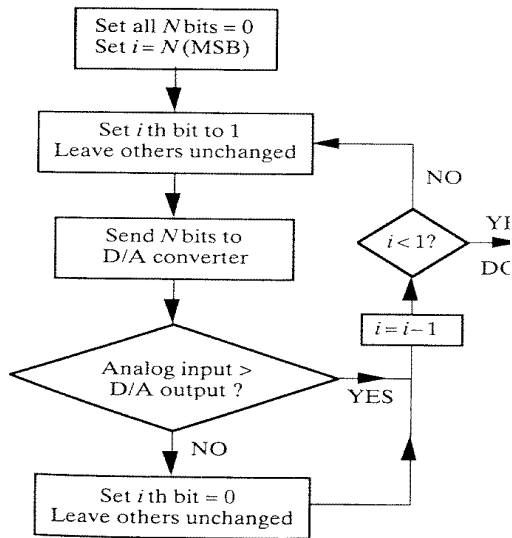 Set all N bits = 0
Set i = N (MSB)
Set i th bit to 1
Leave others unchanged
NO
Send N bits to
D/A converter
i < 1?
i = i–1
Analog input >
D/A output ?
YES
NO
Set i th bit = 0
Leave others unchanged